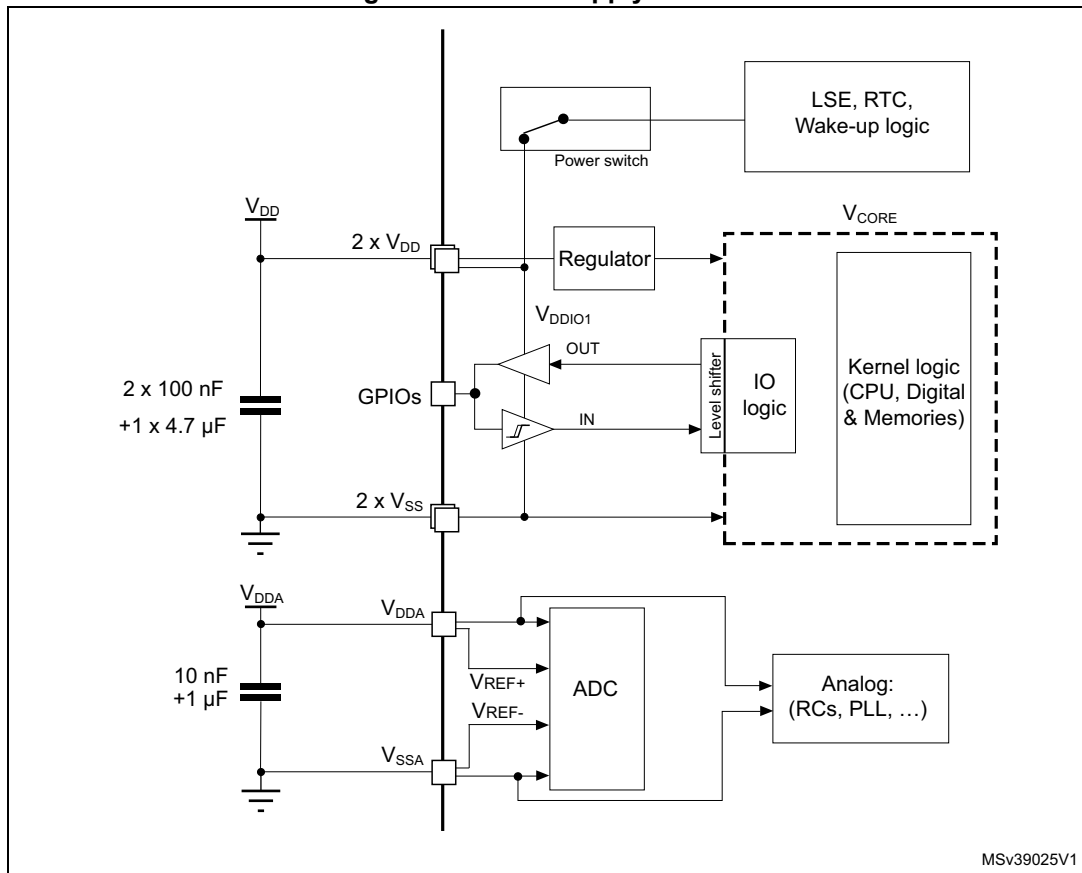 LSE, RTC,
Wake-up logic
Power switch
VDD
VCORE
2 x VDD
Regulator
VDDIO1
OUT
Level shifter
IO
logic
Kernel logic
(CPU, Digital
& Memories)
2 x 100 nF
+1 x 4.7 µF
GPIOs
IN
2 x VSS
VDDA
VDDA
10 nF
+1 µF
VREF+
VREF-
ADC
Analog:
(RCs, PLL, …)
VSSA
MSv39025V1